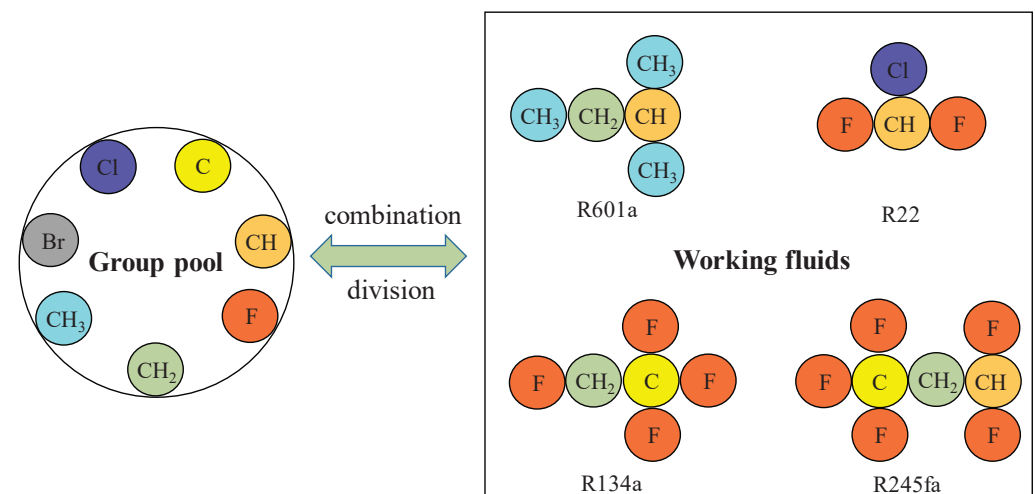 Cl
C
Br
CH
Group pool
CH₃
F
CH₂
combination
division
CH₃
CH₃
CH₂
CH
CH₃
R601a
Cl
F
CH
F
R22
Working fluids
F
F
CH₂
C
F
F
R134a
F
F
F
C
CH₂
CH
F
F
R245fa